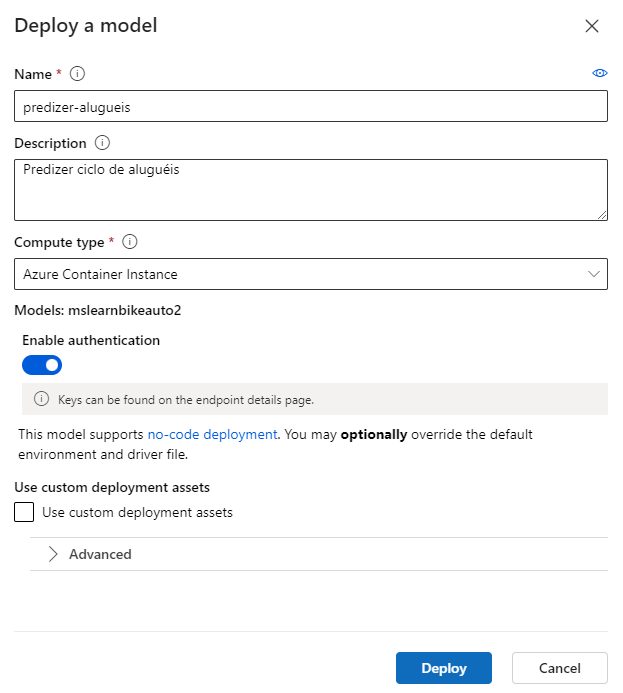 Deploy a model
Name *
predizer-alugueis
Description
Predizer ciclo de aluguéis
Compute type *
Azure Container Instance
Models: mslearnbikeauto2
Enable authentication
Keys can be found on the endpoint details page.
This model supports no-code deployment. You may optionally override the default
environment and driver file.
Use custom deployment assets
Use custom deployment assets
Advanced
Deploy
Cancel